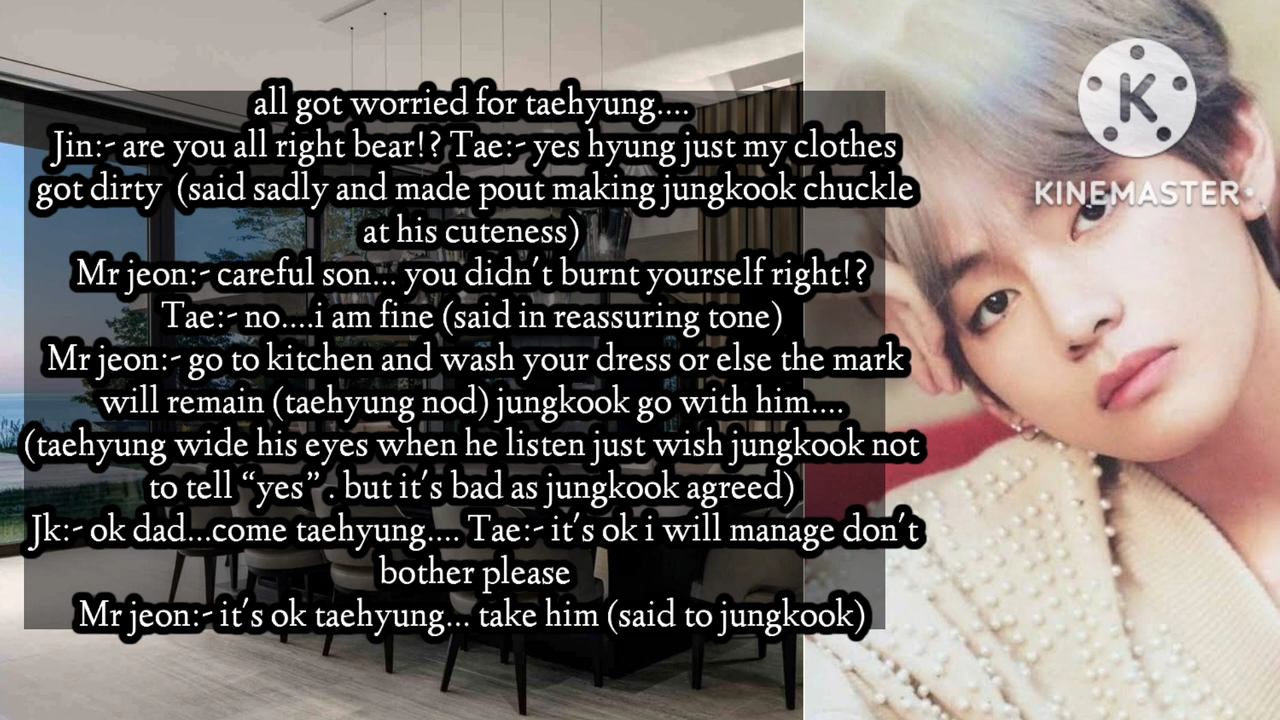 all got worried for taehyung....
Jin:- are you all right bear!? Tae:- yes hyung just my clothes
got dirty (said sadly and made pout making jungkook chuckle
at his cuteness)
Mr jeon:- careful son... you didn't burnt yourself right!?
Tae:- no....i am fine (said in reassuring tone)
Mr jeon:- go to kitchen and wash your dress or else the mark
will remain (taehyung nod) jungkook go with him....
(taehyung wide his eyes when he listen just wish jungkook not
to tell “yes” . but it's bad as jungkook agreed)
Jk:- ok dad...come taehyung.... Tae:- it's ok i will manage don't
bother please
Mr jeon:- it's ok taehyung... take him (said to jungkook)
K
KINEMASTER